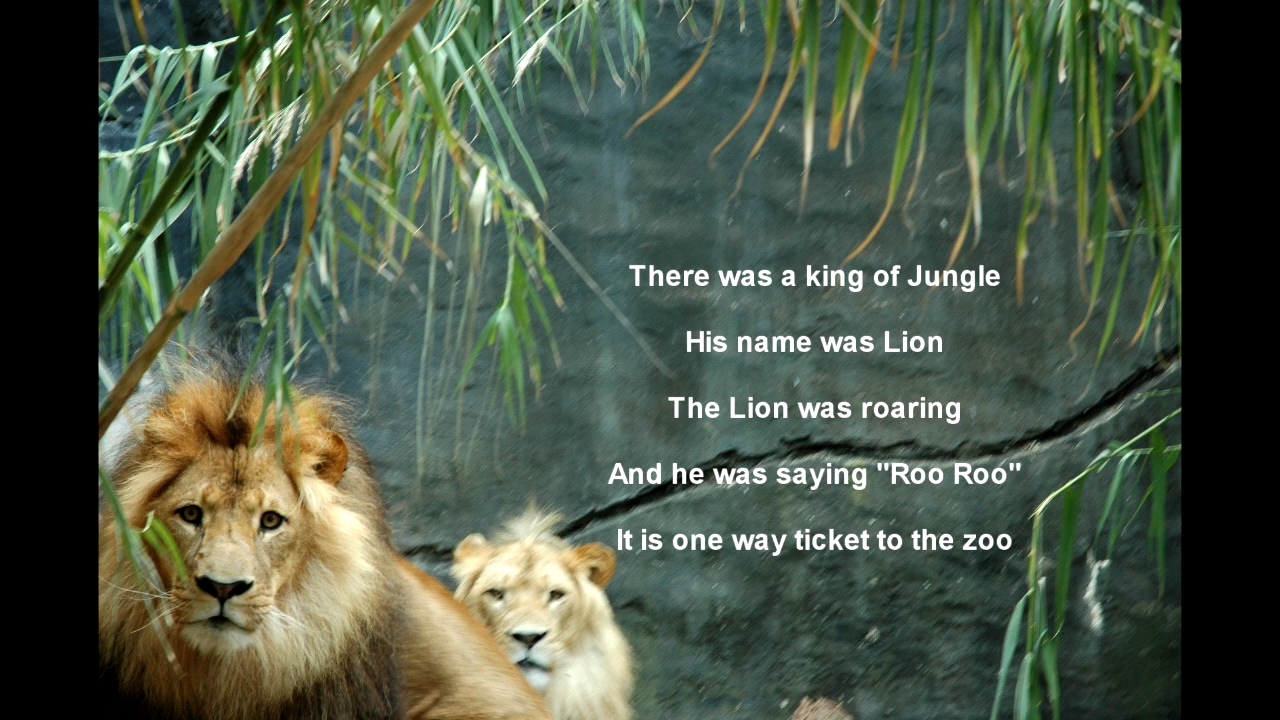 There was a king of Jungle
His name was Lion
The Lion was roaring
And he was saying "Roo Roo"
It is one way ticket to the zoo